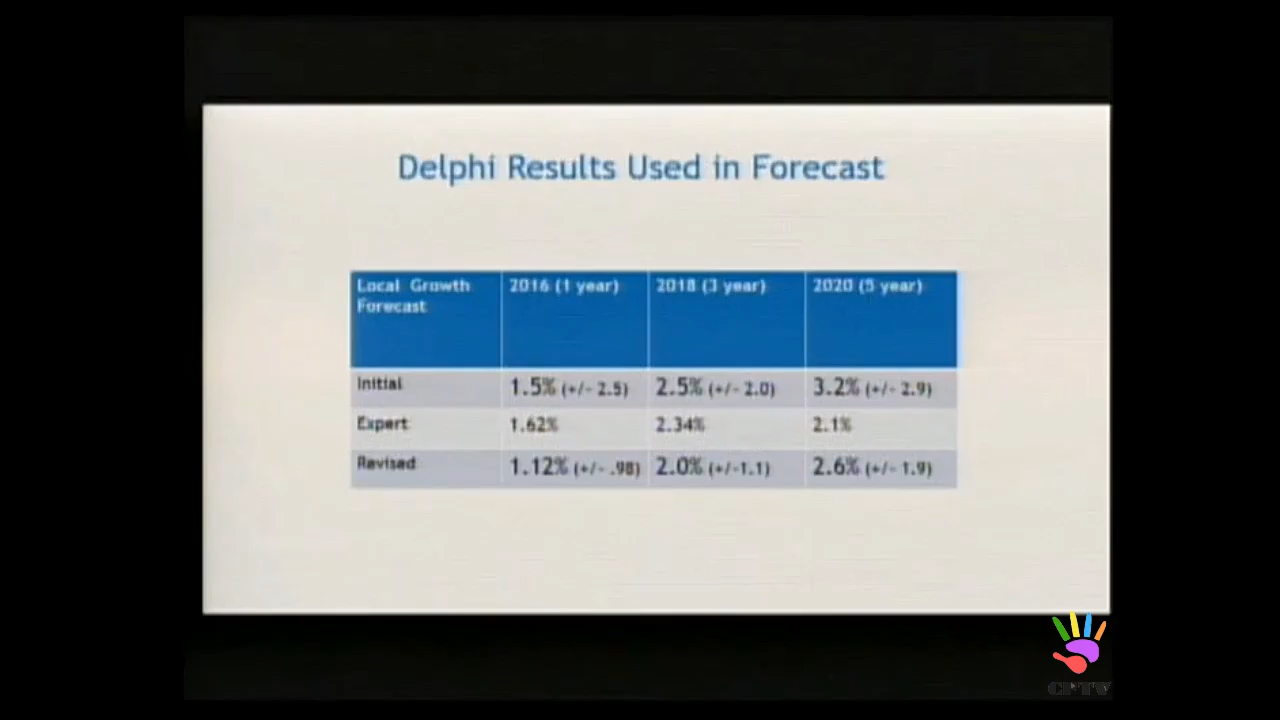 Delphi Results Used in Forecast
Local Growth Forecast 2016 (1 year) 2018 (3 year) 2020 (5 year)
Initial 1.5% (+/- 2.5) 2.5% (+/- 2.0) 3.2% (+/- 2.9)
Expert 1.62% 2.34% 2.1%
Revised 1.12% (+/- .98) 2.0% (+/-1.1) 2.6% (+/- 1.9)
CPTV